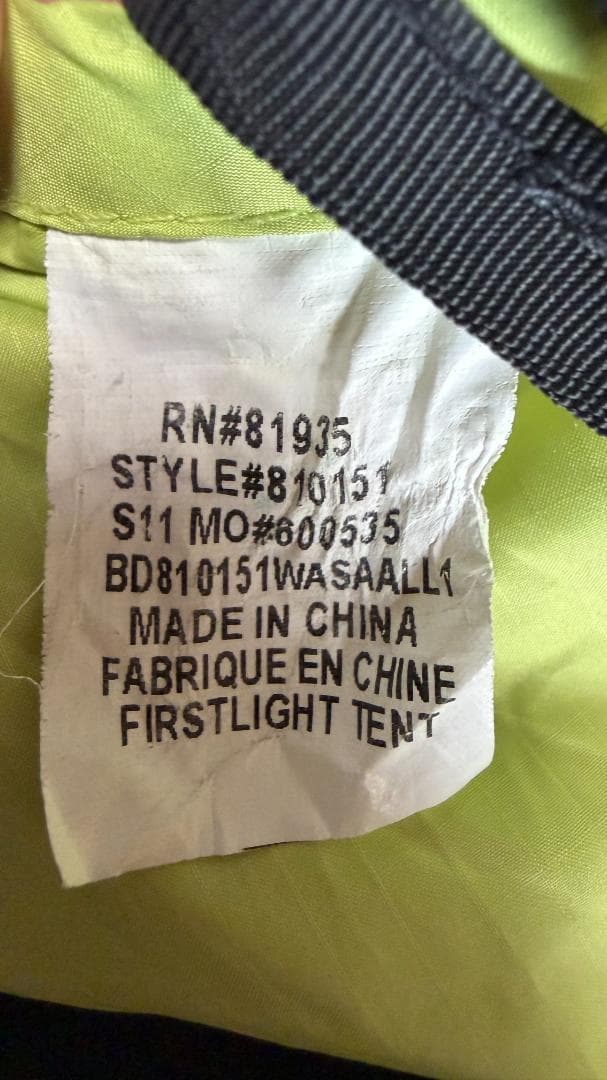 RN#81935
STYLE#810151
S11 MO#600535
BD810151WASAALL1
MADE IN CHINA
FABRIQUE EN CHINE
FIRSTLIGHT TENT